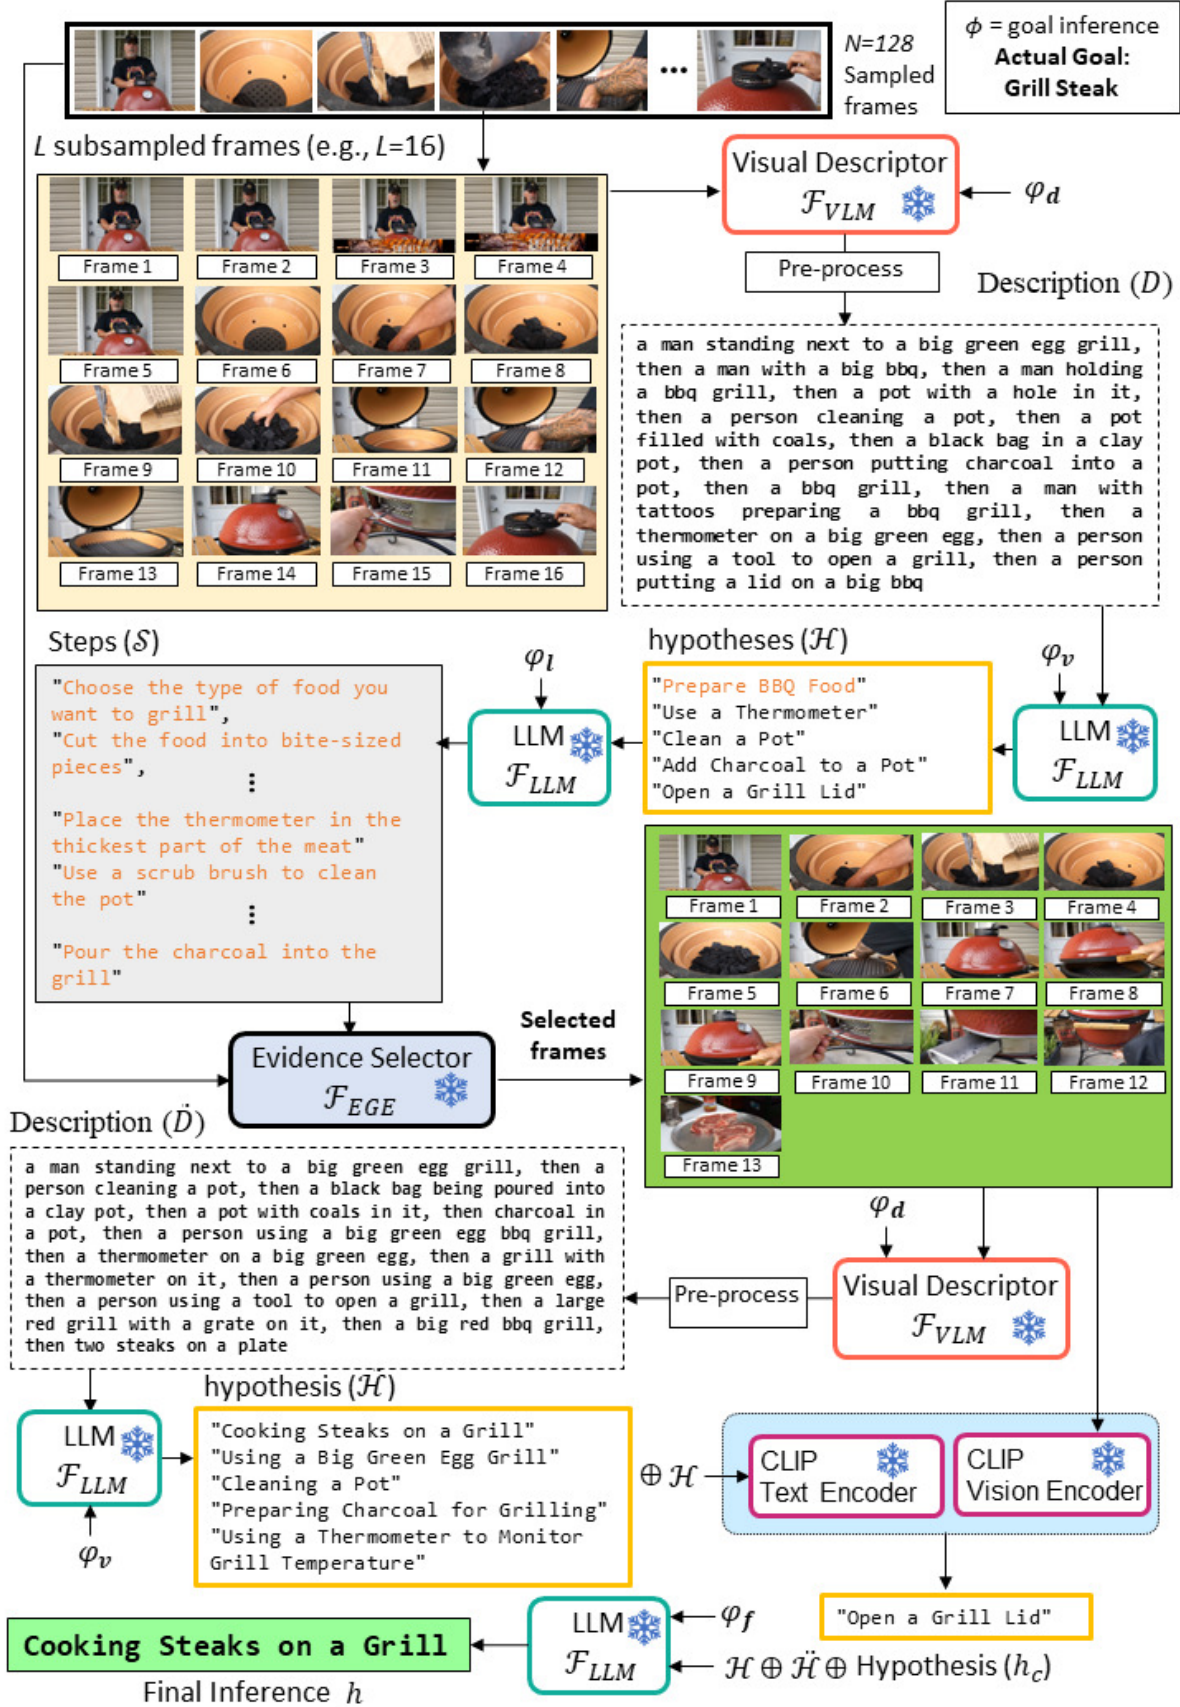 N=128
Sampled
frames
ϕ = goal inference
Actual Goal:
Grill Steak
L subsampled frames (e.g., L=16)
Frame 1
Frame 2
Frame 3
Frame 4
Frame 5
Frame 6
Frame 7
Frame 8
Frame 9
Frame 10
Frame 11
Frame 12
Frame 13
Frame 14
Frame 15
Frame 16
Visual Descriptor
ℱVLM
φd
Pre-process
Description (D)
a man standing next to a big green egg grill,
then a man with a big bbq, then a man holding
a bbq grill, then a pot with a hole in it,
then a person cleaning a pot, then a pot
filled with coals, then a black bag in a clay
pot, then a person putting charcoal into a
pot, then a bbq grill, then a man with
tattoos preparing a bbq grill, then a
thermometer on a big green egg, then a person
using a tool to open a grill, then a person
putting a lid on a big bbq
Steps (𝒮)
"Choose the type of food you
want to grill",
"Cut the food into bite-sized
pieces",
⋮
"Place the thermometer in the
thickest part of the meat"
"Use a scrub brush to clean
the pot"
⋮
"Pour the charcoal into the
grill"
φl
LLM
ℱLLM
hypotheses (ℋ)
"Prepare BBQ Food"
"Use a Thermometer"
"Clean a Pot"
"Add Charcoal to a Pot"
"Open a Grill Lid"
φv
LLM
ℱLLM
Evidence Selector
ℱEGE
Selected
frames
Frame 1
Frame 2
Frame 3
Frame 4
Frame 5
Frame 6
Frame 7
Frame 8
Frame 9
Frame 10
Frame 11
Frame 12
Frame 13
φd
Visual Descriptor
ℱVLM
Pre-process
Description (D̈)
a man standing next to a big green egg grill, then a
person cleaning a pot, then a black bag being poured into
a clay pot, then a pot with coals in it, then charcoal in
a pot, then a person using a big green egg bbq grill,
then a thermometer on a big green egg, then a grill with
a thermometer on it, then a person using a big green egg,
then a person using a tool to open a grill, then a large
red grill with a grate on it, then a big red bbq grill,
then two steaks on a plate
LLM
ℱLLM
φv
hypothesis (ℋ̈)
"Cooking Steaks on a Grill"
"Using a Big Green Egg Grill"
"Cleaning a Pot"
"Preparing Charcoal for Grilling"
"Using a Thermometer to Monitor
Grill Temperature"
⊕ ℋ
CLIP
Text Encoder
CLIP
Vision Encoder
"Open a Grill Lid"
LLM
ℱLLM
φf
ℋ ⊕ ℋ̈ ⊕ Hypothesis (hc)
Cooking Steaks on a Grill
Final Inference h